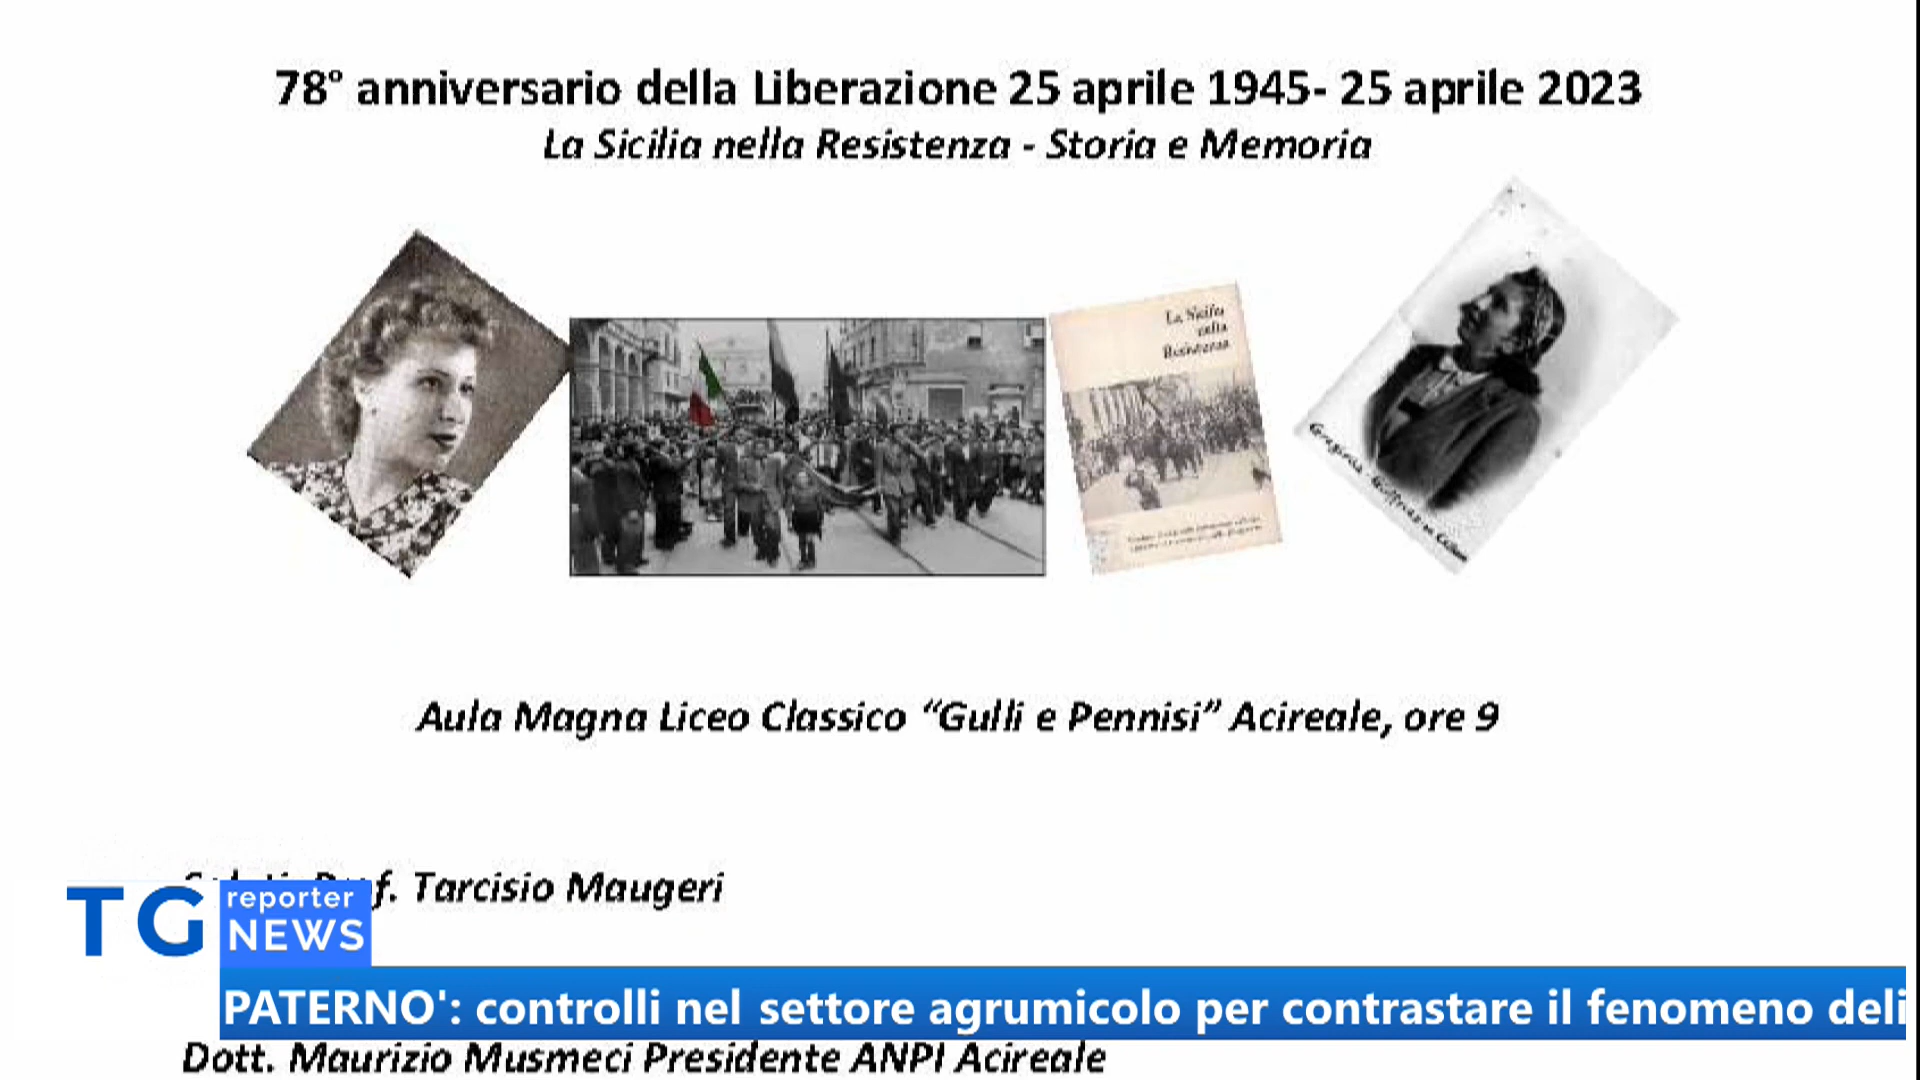 78° anniversario della Liberazione 25 aprile 1945- 25 aprile 2023
La Sicilia nella Resistenza - Storia e Memoria
La Sicilia
nella
Resistenza
Aula Magna Liceo Classico “Gulli e Pennisi” Acireale, ore 9
Tarcisio Maugeri
TG reporter
NEWS
PATERNO': controlli nel settore agrumicolo per contrastare il fenomeno deli
Dott. Maurizio Musmeci Presidente ANPI Acireale